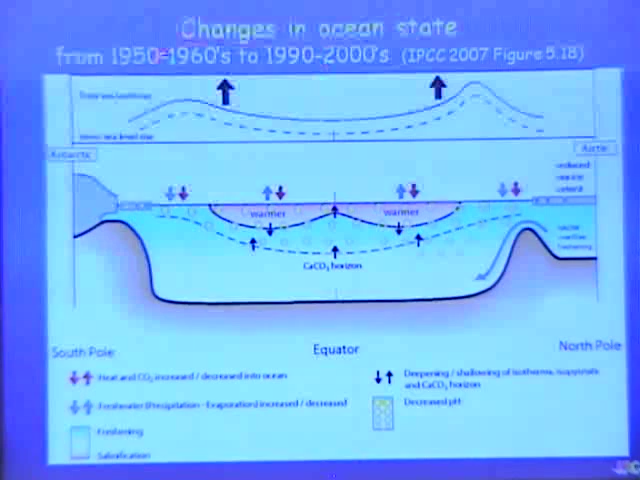 Changes in ocean state
from 1950-1960's to 1990-2000's (IPCC 2007 Figure 5.18)
Antarctic
Arctic
reduced
extent
warmer
warmer
CaCO₃ horizon
South Pole
Equator
North Pole
Heat and CO₂ increased / decreased into ocean
Deepening / shallowing of isotherms, isopycnals
and CaCO₃ horizon
Freshwater (Precipitation - Evaporation) increased / decreased
Decreased pH
Freshening
Salinification